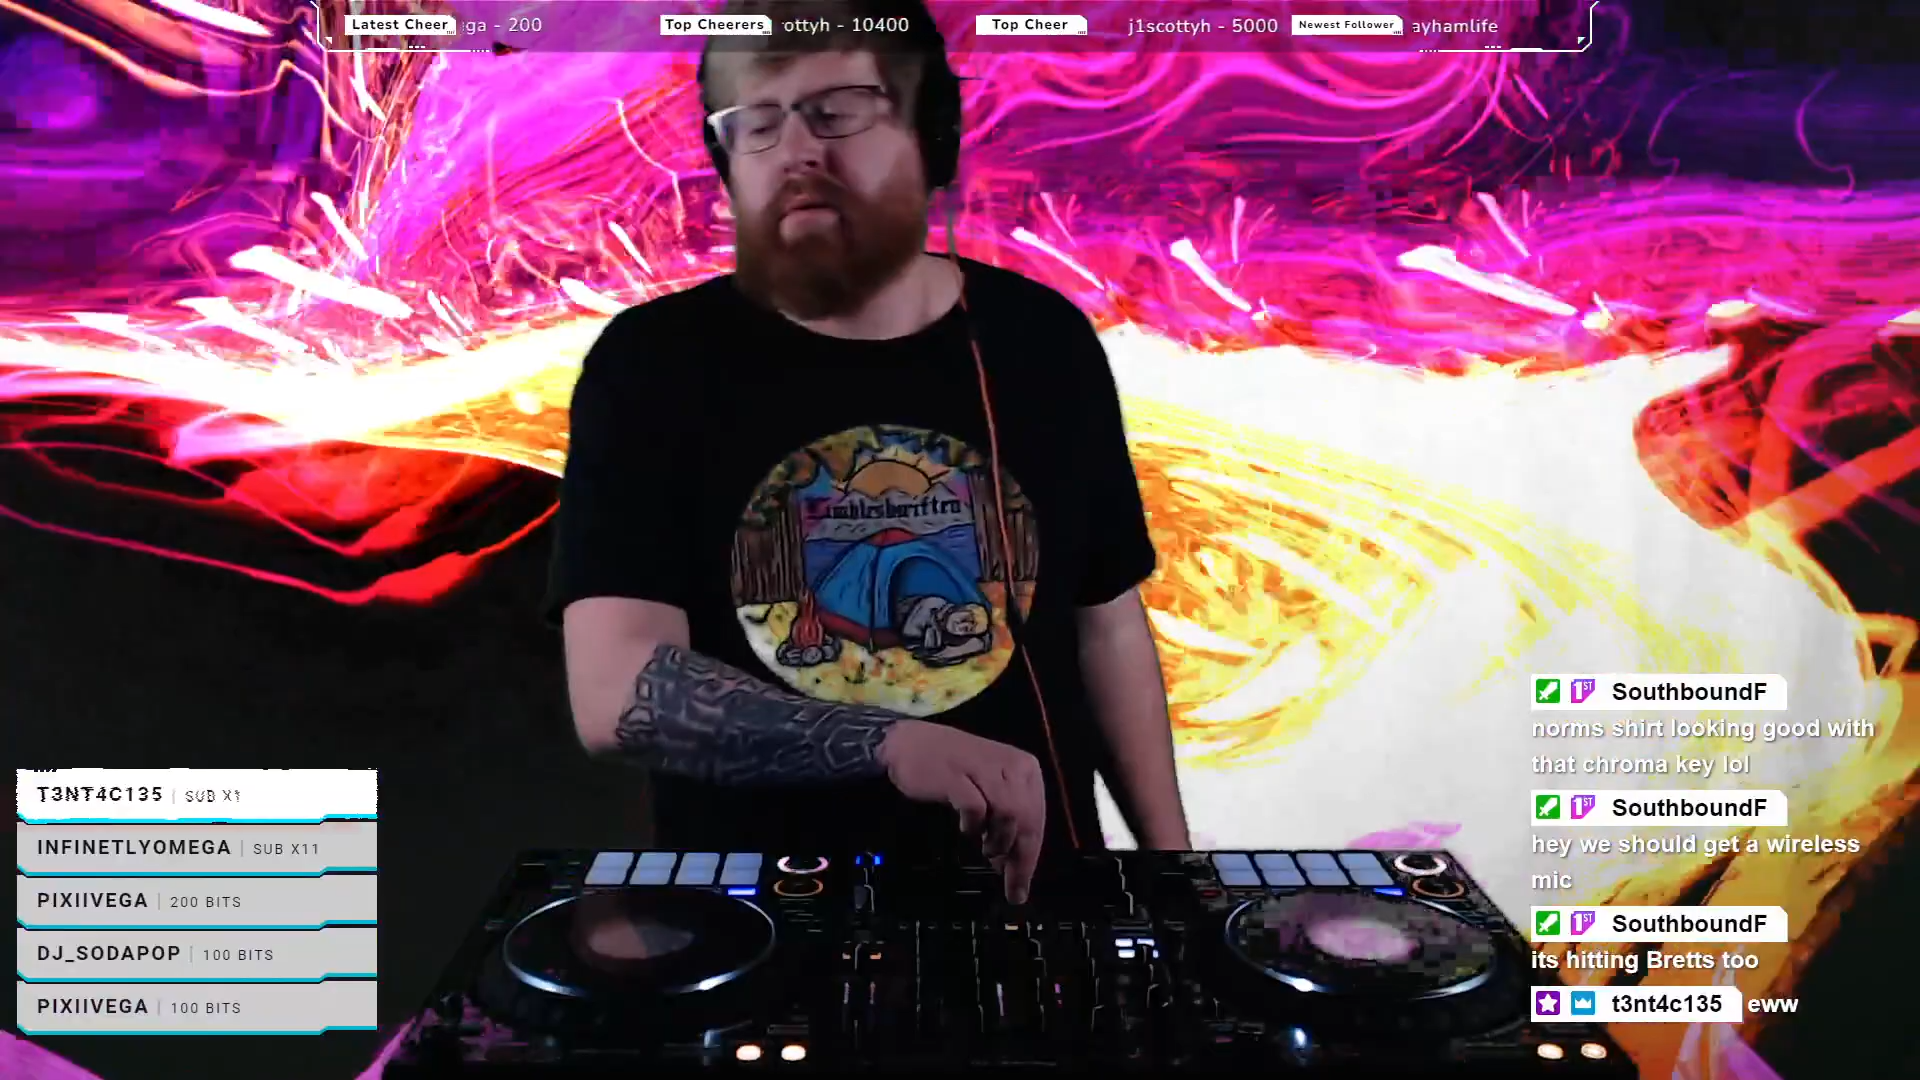 Latest Cheer ga - 200 Top Cheerers ottyh - 10400 Top Cheer j1scottyh - 5000 Newest Follower ayhamlife
T3NT4C135 | SUB X1
INFINETLYOMEGA | SUB X11
PIXIIVEGA | 200 BITS
DJ_SODAPOP | 100 BITS
PIXIIVEGA | 100 BITS
SouthboundF
norms shirt looking good with
that chroma key lol
SouthboundF
hey we should get a wireless
mic
SouthboundF
its hitting Bretts too
t3nt4c135 eww